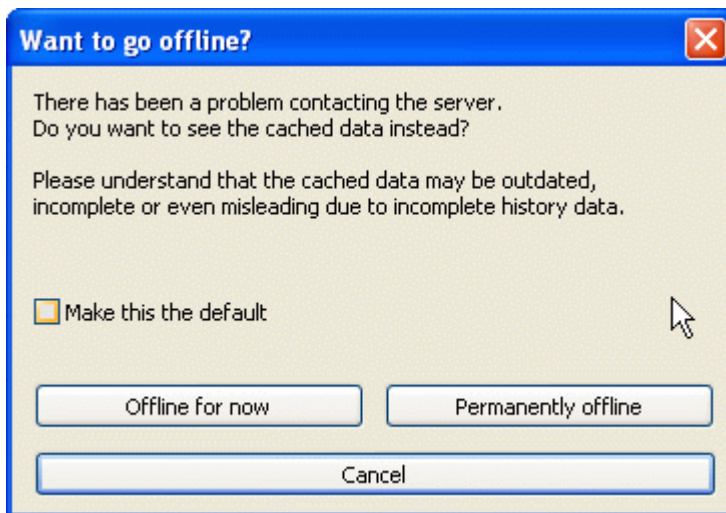 Want to go offline?
There has been a problem contacting the server.
Do you want to see the cached data instead?
Please understand that the cached data may be outdated,
incomplete or even misleading due to incomplete history data.
Make this the default
Offline for now
Permanently offline
Cancel